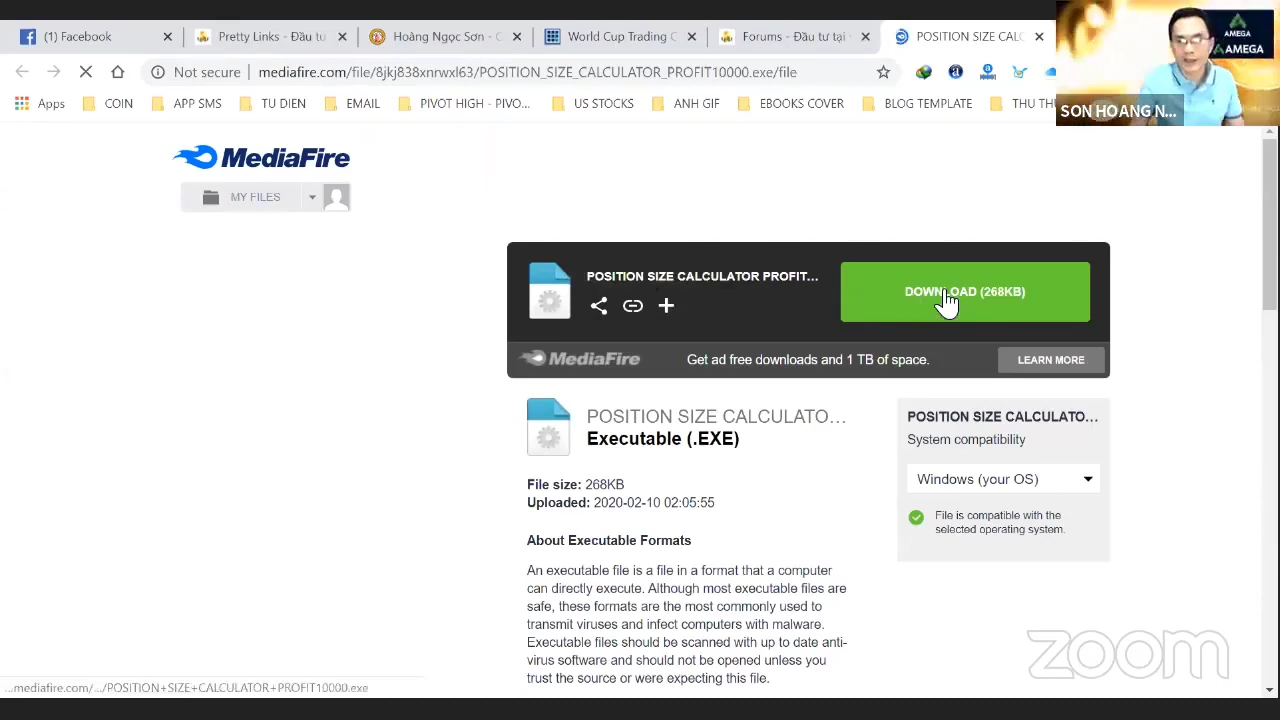 (1) Facebook
Pretty Links - Đầu tư
Hoàng Ngọc Sơn - C
World Cup Trading C
Forums - Đầu tư tại
POSITION SIZE CALC
Not secure
mediafire.com/file/8jkj838xnrwxl63/POSITION_SIZE_CALCULATOR_PROFIT10000.exe/file
Apps
COIN
APP SMS
TU DIEN
EMAIL
PIVOT HIGH - PIVO...
US STOCKS
ANH GIF
EBOOKS COVER
BLOG TEMPLATE
THU TH
AMEGA
AMEGA
SON HOANG N...
MediaFire
MY FILES
POSITION SIZE CALCULATOR PROFIT...
DOWNLOAD (268KB)
MediaFire
Get ad free downloads and 1 TB of space.
LEARN MORE
POSITION SIZE CALCULATO...
Executable (.EXE)
File size: 268KB
Uploaded: 2020-02-10 02:05:55
About Executable Formats
An executable file is a file in a format that a computer
can directly execute. Although most executable files are
safe, these formats are the most commonly used to
transmit viruses and infect computers with malware.
Executable files should be scanned with up to date anti-
virus software and should not be opened unless you
trust the source or were expecting this file.
POSITION SIZE CALCULATO...
System compatibility
Windows (your OS)
File is compatible with the
selected operating system.
zoom
...mediafire.com/.../POSITION+SIZE+CALCULATOR+PROFIT10000.exe